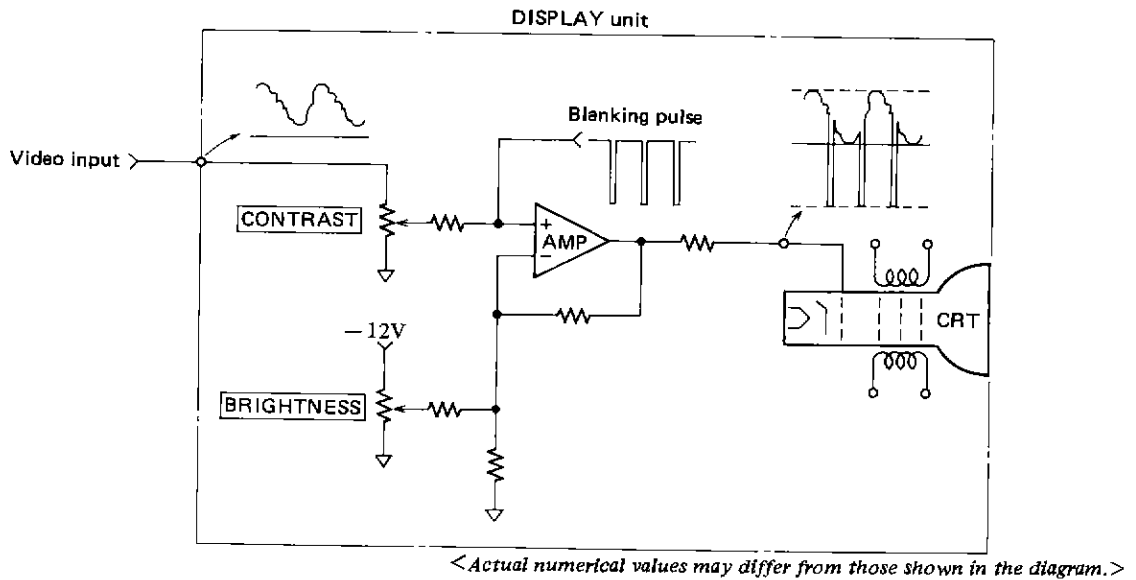 DISPLAY unit
Blanking pulse
Video input
CONTRAST
+
AMP
−
CRT
−12V
BRIGHTNESS
<Actual numerical values may differ from those shown in the diagram.>